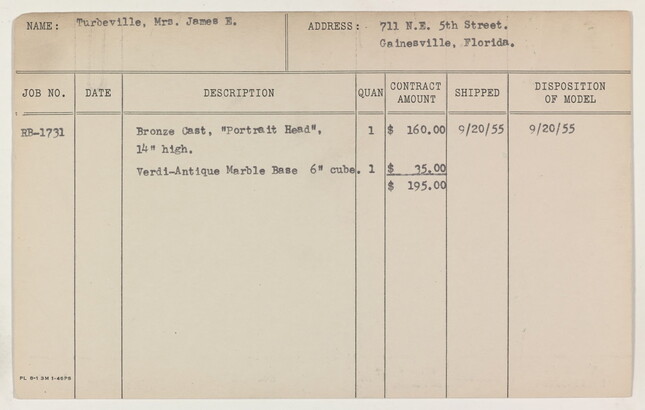 NAME: Turbeville, Mrs. James E. ADDRESS: 711 N.E. 5th Street.
Gainesville, Florida.
JOB NO. DATE DESCRIPTION QUAN CONTRACT AMOUNT SHIPPED DISPOSITION OF MODEL
RB-1731 Bronze Cast, "Portrait Head", 1 $ 160.00 9/20/55 9/20/55
14" high.
Verdi-Antique Marble Base 6" cube. 1 $ 35.00
$ 195.00